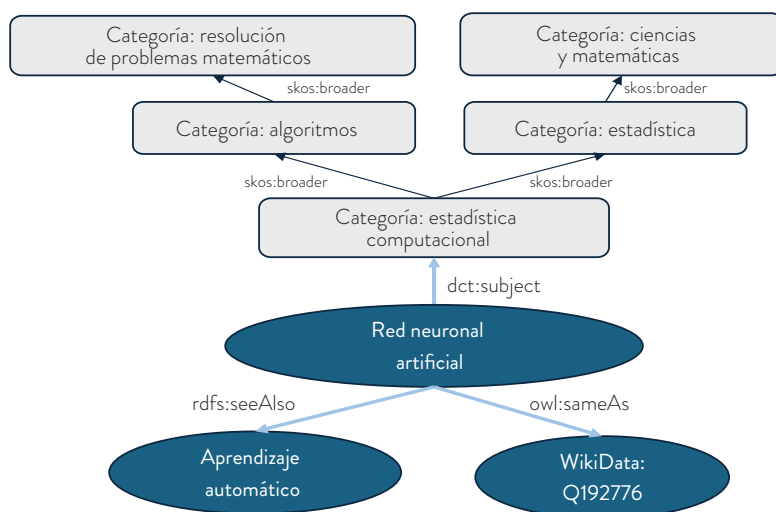 Categoría: resolución
de problemas matemáticos
Categoría: ciencias
y matemáticas
skos:broader
skos:broader
Categoría: algoritmos
Categoría: estadística
skos:broader
skos:broader
Categoría: estadística
computacional
dct:subject
Red neuronal
artificial
rdfs:seeAlso
owl:sameAs
Aprendizaje
automático
WikiData:
Q192776